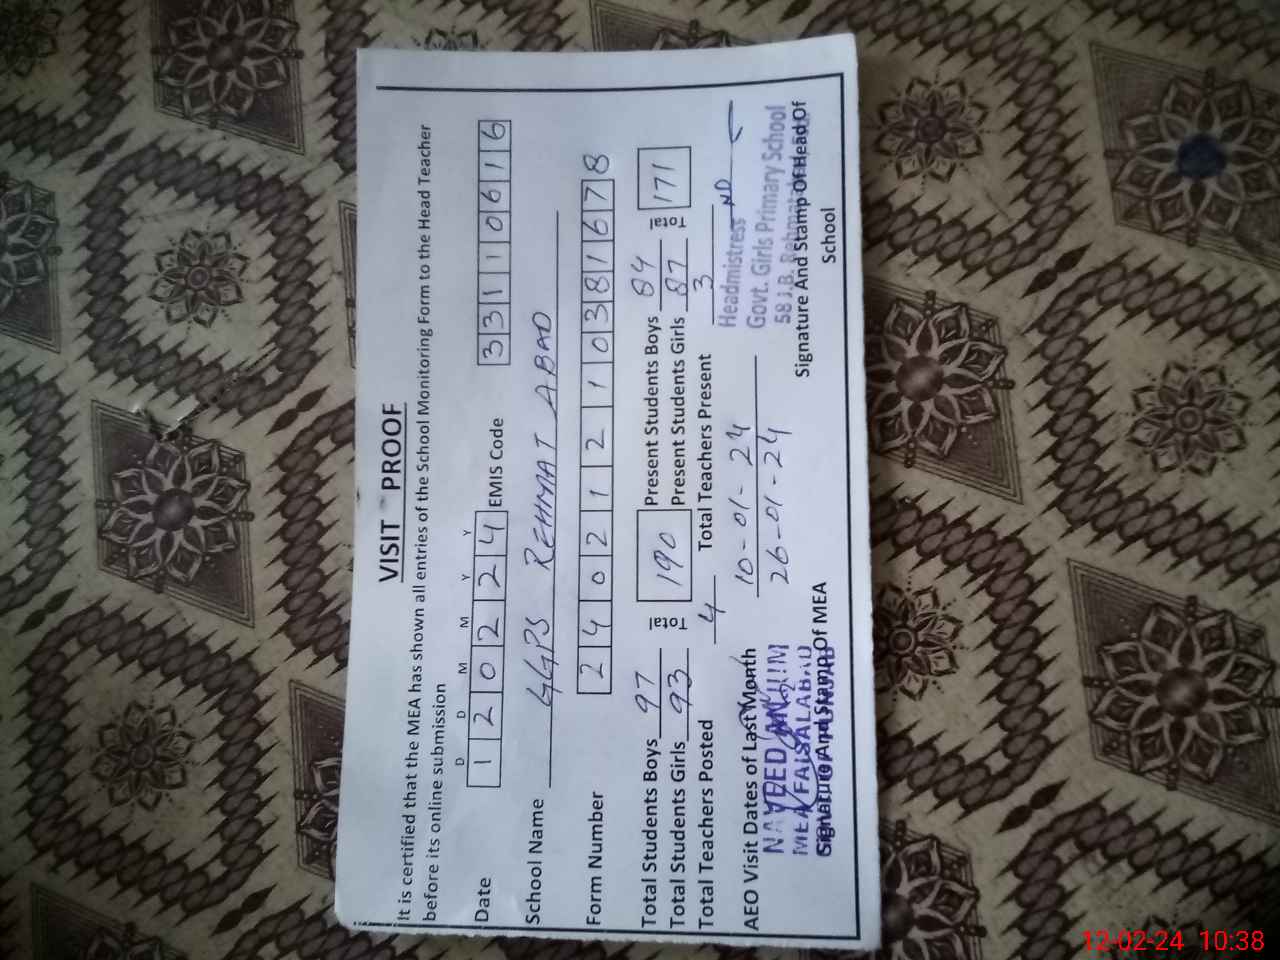 VISIT PROOF
It is certified that the MEA has shown all entries of the School Monitoring Form to the Head Teacher
before its online submission
D D M M Y Y
Date 1 2 0 2 2 4 EMIS Code 3 3 1 1 0 6 1 6
School Name GGPS REHMAT ABAD
Form Number 2 4 0 2 1 2 1 1 0 3 8 1 6 7 8
Total Students Boys 97 Total 190 Present Students Boys 84 Total 171
Total Students Girls 93 Present Students Girls 87
Total Teachers Posted 4 Total Teachers Present 3
AEO Visit Dates of Last Month 10-01-24
26-01-24
Headmistress
Govt. Girls Primary School
58 J.B.
NAVEED
MEA FAISALABAD
Signature And Stamp Of MEA
Signature And Stamp Of Head Of
School
12-02-24 10:38